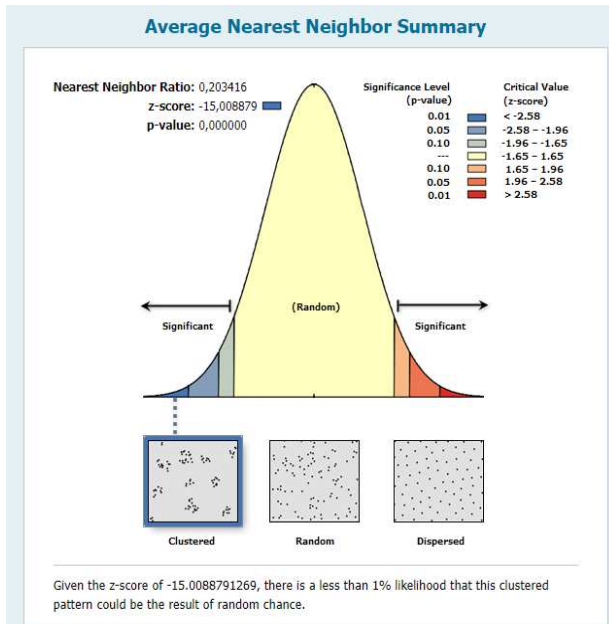 Average Nearest Neighbor Summary
Nearest Neighbor Ratio: 0,203416
z-score: -15,008879
p-value: 0,000000
Significance Level
(p-value)
Critical Value
(z-score)
0.01 < -2.58
0.05 -2.58 – -1.96
0.10 -1.96 – -1.65
--- -1.65 – 1.65
0.10 1.65 – 1.96
0.05 1.96 – 2.58
0.01 > 2.58
(Random)
Significant
Significant
Clustered
Random
Dispersed
Given the z-score of -15.0088791269, there is a less than 1% likelihood that this clustered
pattern could be the result of random chance.